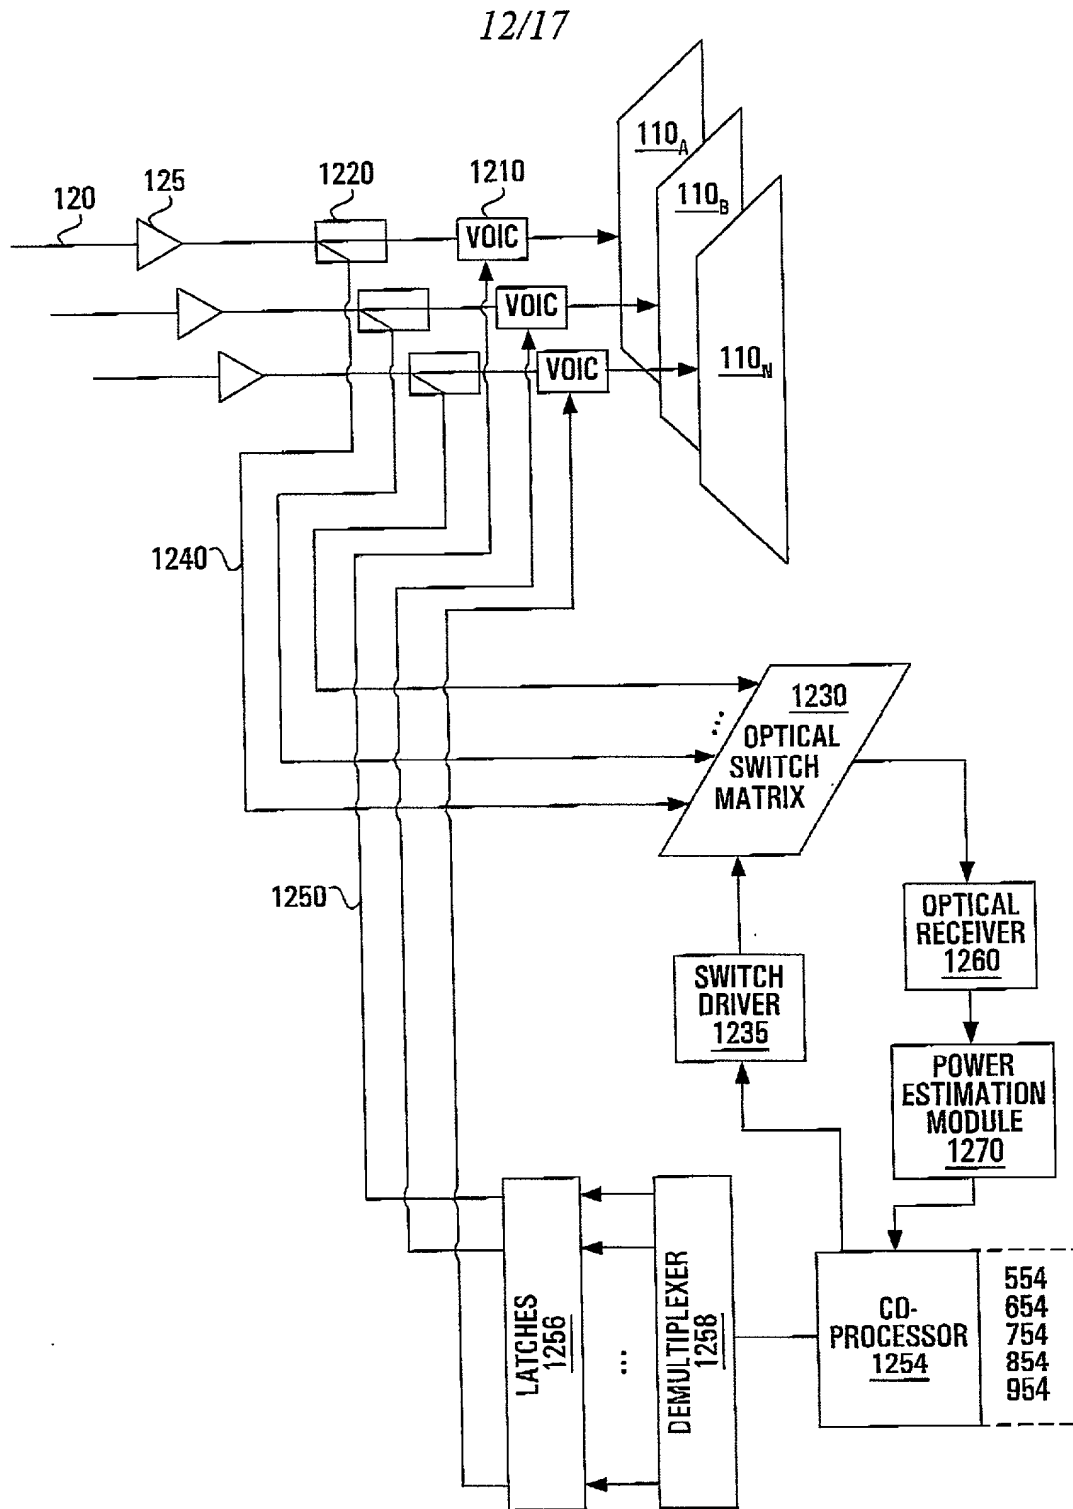 12/17
110A
110B
110N
120
125
1220
1210
VOIC
VOIC
VOIC
1240
1250
1230
OPTICAL
SWITCH
MATRIX
OPTICAL
RECEIVER
1260
SWITCH
DRIVER
1235
POWER
ESTIMATION
MODULE
1270
LATCHES
1256
...
DEMULTIPLEXER
1258
CO-
PROCESSOR
1254
554
654
754
854
954